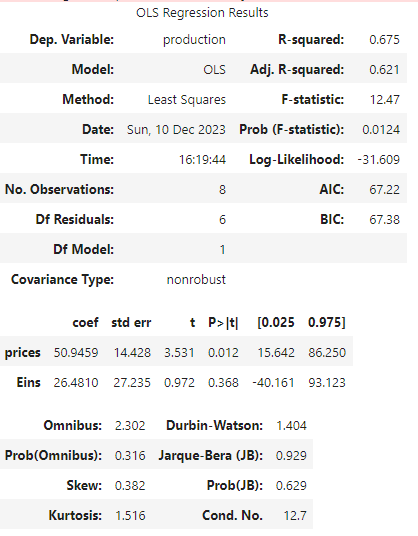 OLS Regression Results
Dep. Variable: production R-squared: 0.675
Model: OLS Adj. R-squared: 0.621
Method: Least Squares F-statistic: 12.47
Date: Sun, 10 Dec 2023 Prob (F-statistic): 0.0124
Time: 16:19:44 Log-Likelihood: -31.609
No. Observations: 8 AIC: 67.22
Df Residuals: 6 BIC: 67.38
Df Model: 1
Covariance Type: nonrobust
coef std err t P>|t| [0.025 0.975]
prices 50.9459 14.428 3.531 0.012 15.642 86.250
Eins 26.4810 27.235 0.972 0.368 -40.161 93.123
Omnibus: 2.302 Durbin-Watson: 1.404
Prob(Omnibus): 0.316 Jarque-Bera (JB): 0.929
Skew: 0.382 Prob(JB): 0.629
Kurtosis: 1.516 Cond. No. 12.7